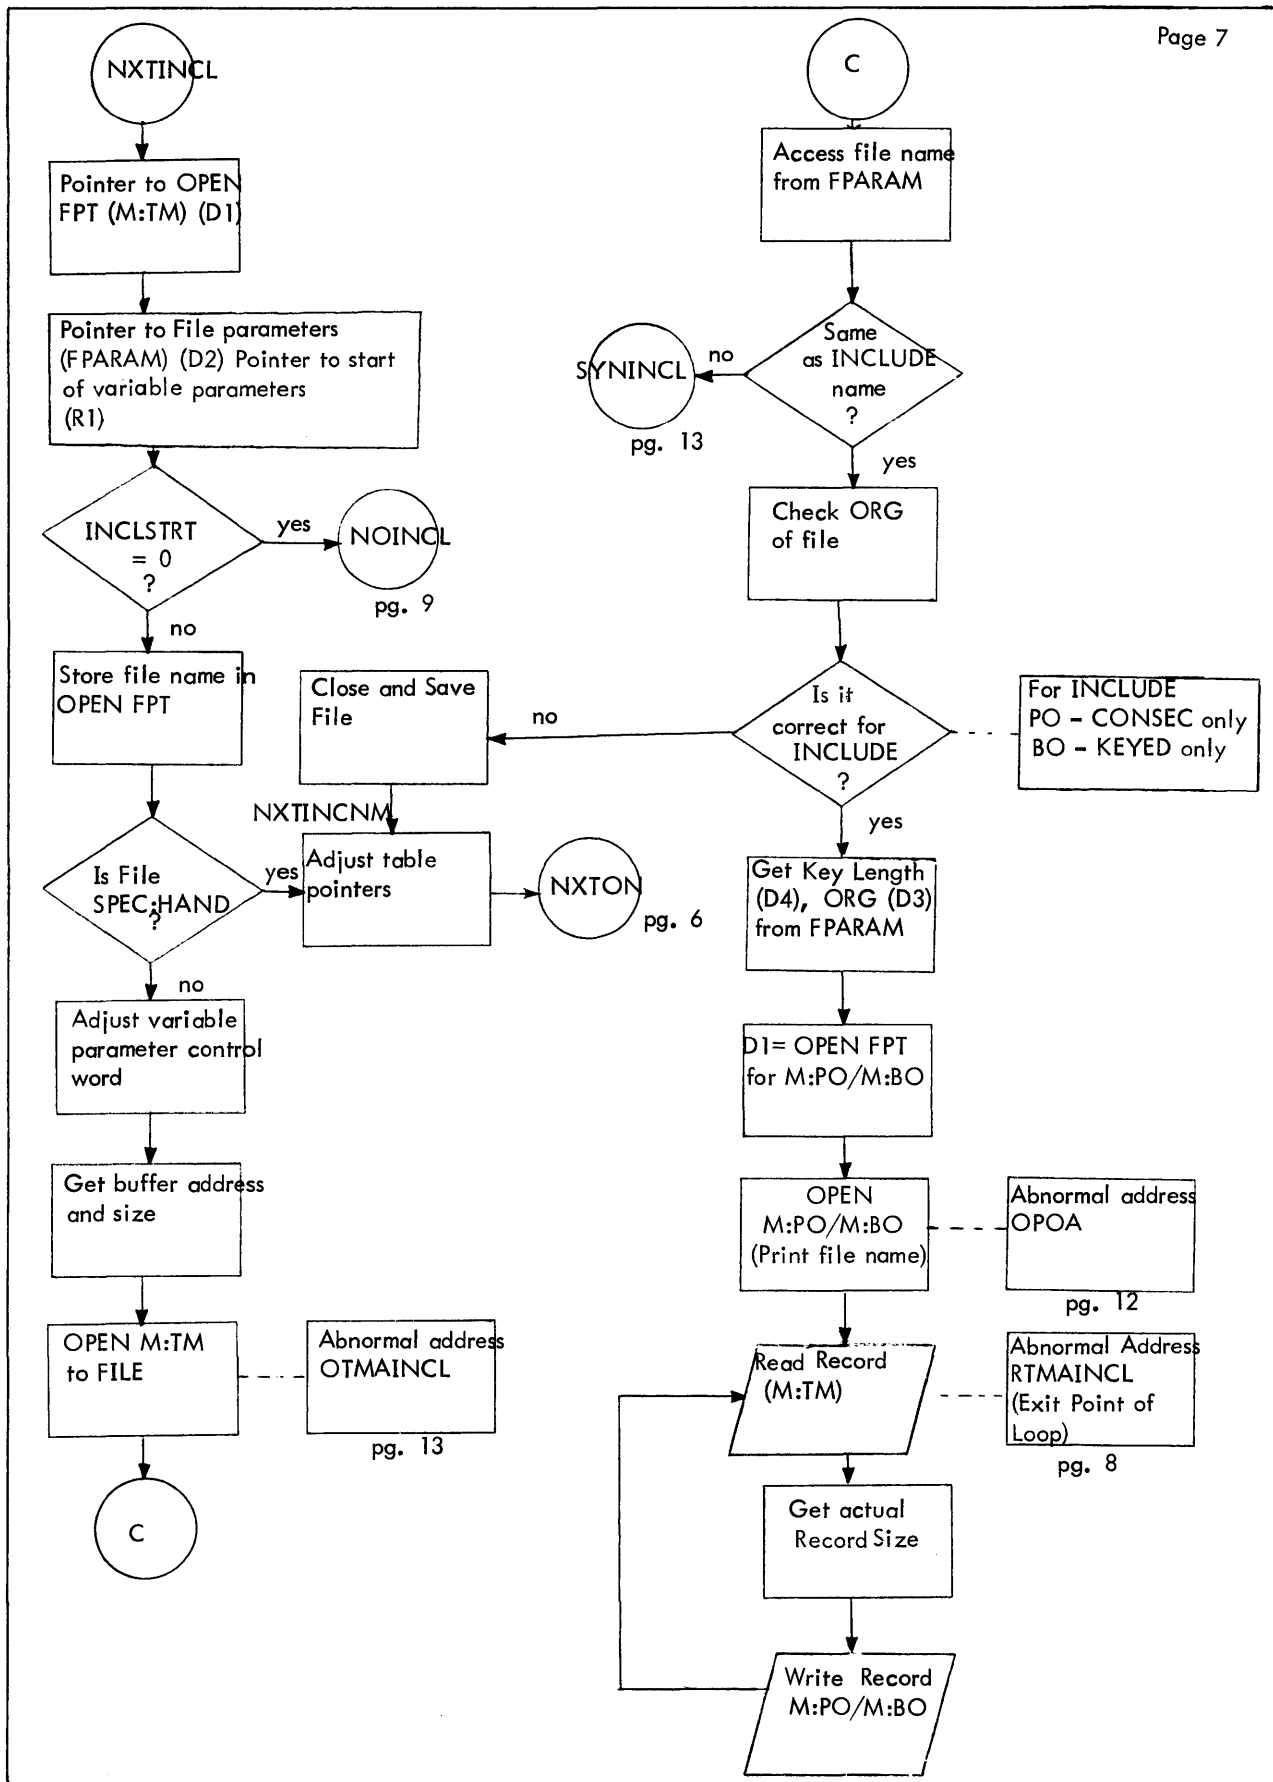 Page 7
NXTINCL
Pointer to OPEN
FPT (M:TM) (D1)
Pointer to File parameters
(FPARAM) (D2) Pointer to start
of variable parameters
(R1)
INCLSTRT
= 0
?
yes
NOINCL
pg. 9
no
Store file name in
OPEN FPT
Is File
SPEC:HAND
?
yes
no
Close and Save
File
NXTINCNM
Adjust table
pointers
NXTON
pg. 6
Adjust variable
parameter control
word
Get buffer address
and size
OPEN M:TM
to FILE
Abnormal address
OTMAINCL
pg. 13
C
C
Access file name
from FPARAM
Same
as INCLUDE
name
?
no
SYNINCL
pg. 13
yes
Check ORG
of file
Is it
correct for
INCLUDE
?
no
For INCLUDE
PO - CONSEC only
BO - KEYED only
yes
Get Key Length
(D4), ORG (D3)
from FPARAM
D1= OPEN FPT
for M:PO/M:BO
OPEN
M:PO/M:BO
(Print file name)
Abnormal address
OPOA
pg. 12
Read Record
(M:TM)
Abnormal Address
RTMAINCL
(Exit Point of
Loop)
pg. 8
Get actual
Record Size
Write Record
M:PO/M:BO